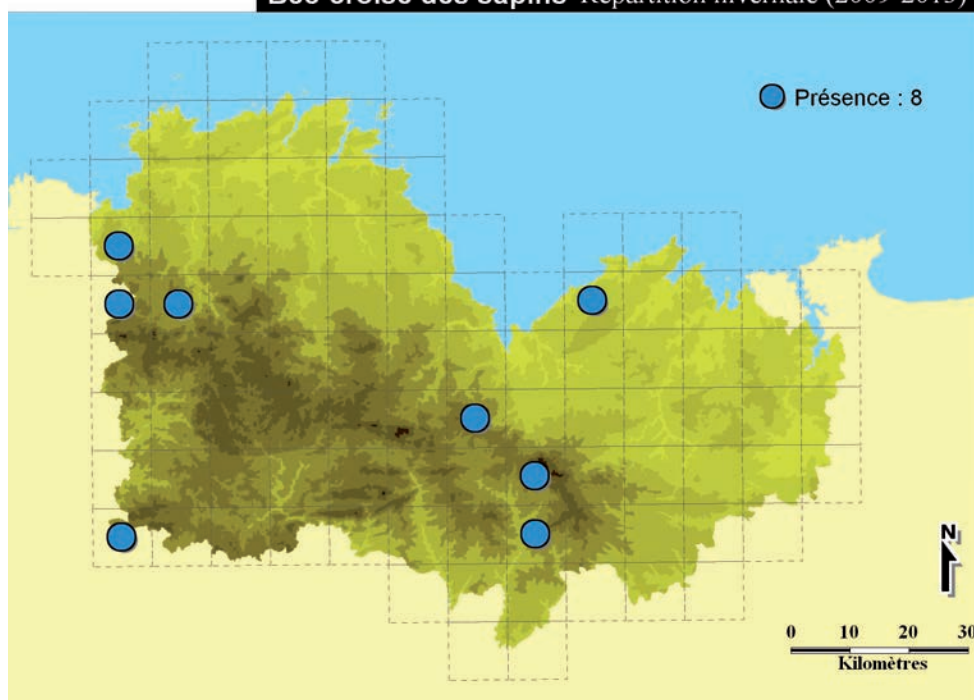 Bec-croisé des sapins Répartition hivernale (2009-2013)
Présence : 8
N
0 10 20 30
Kilomètres